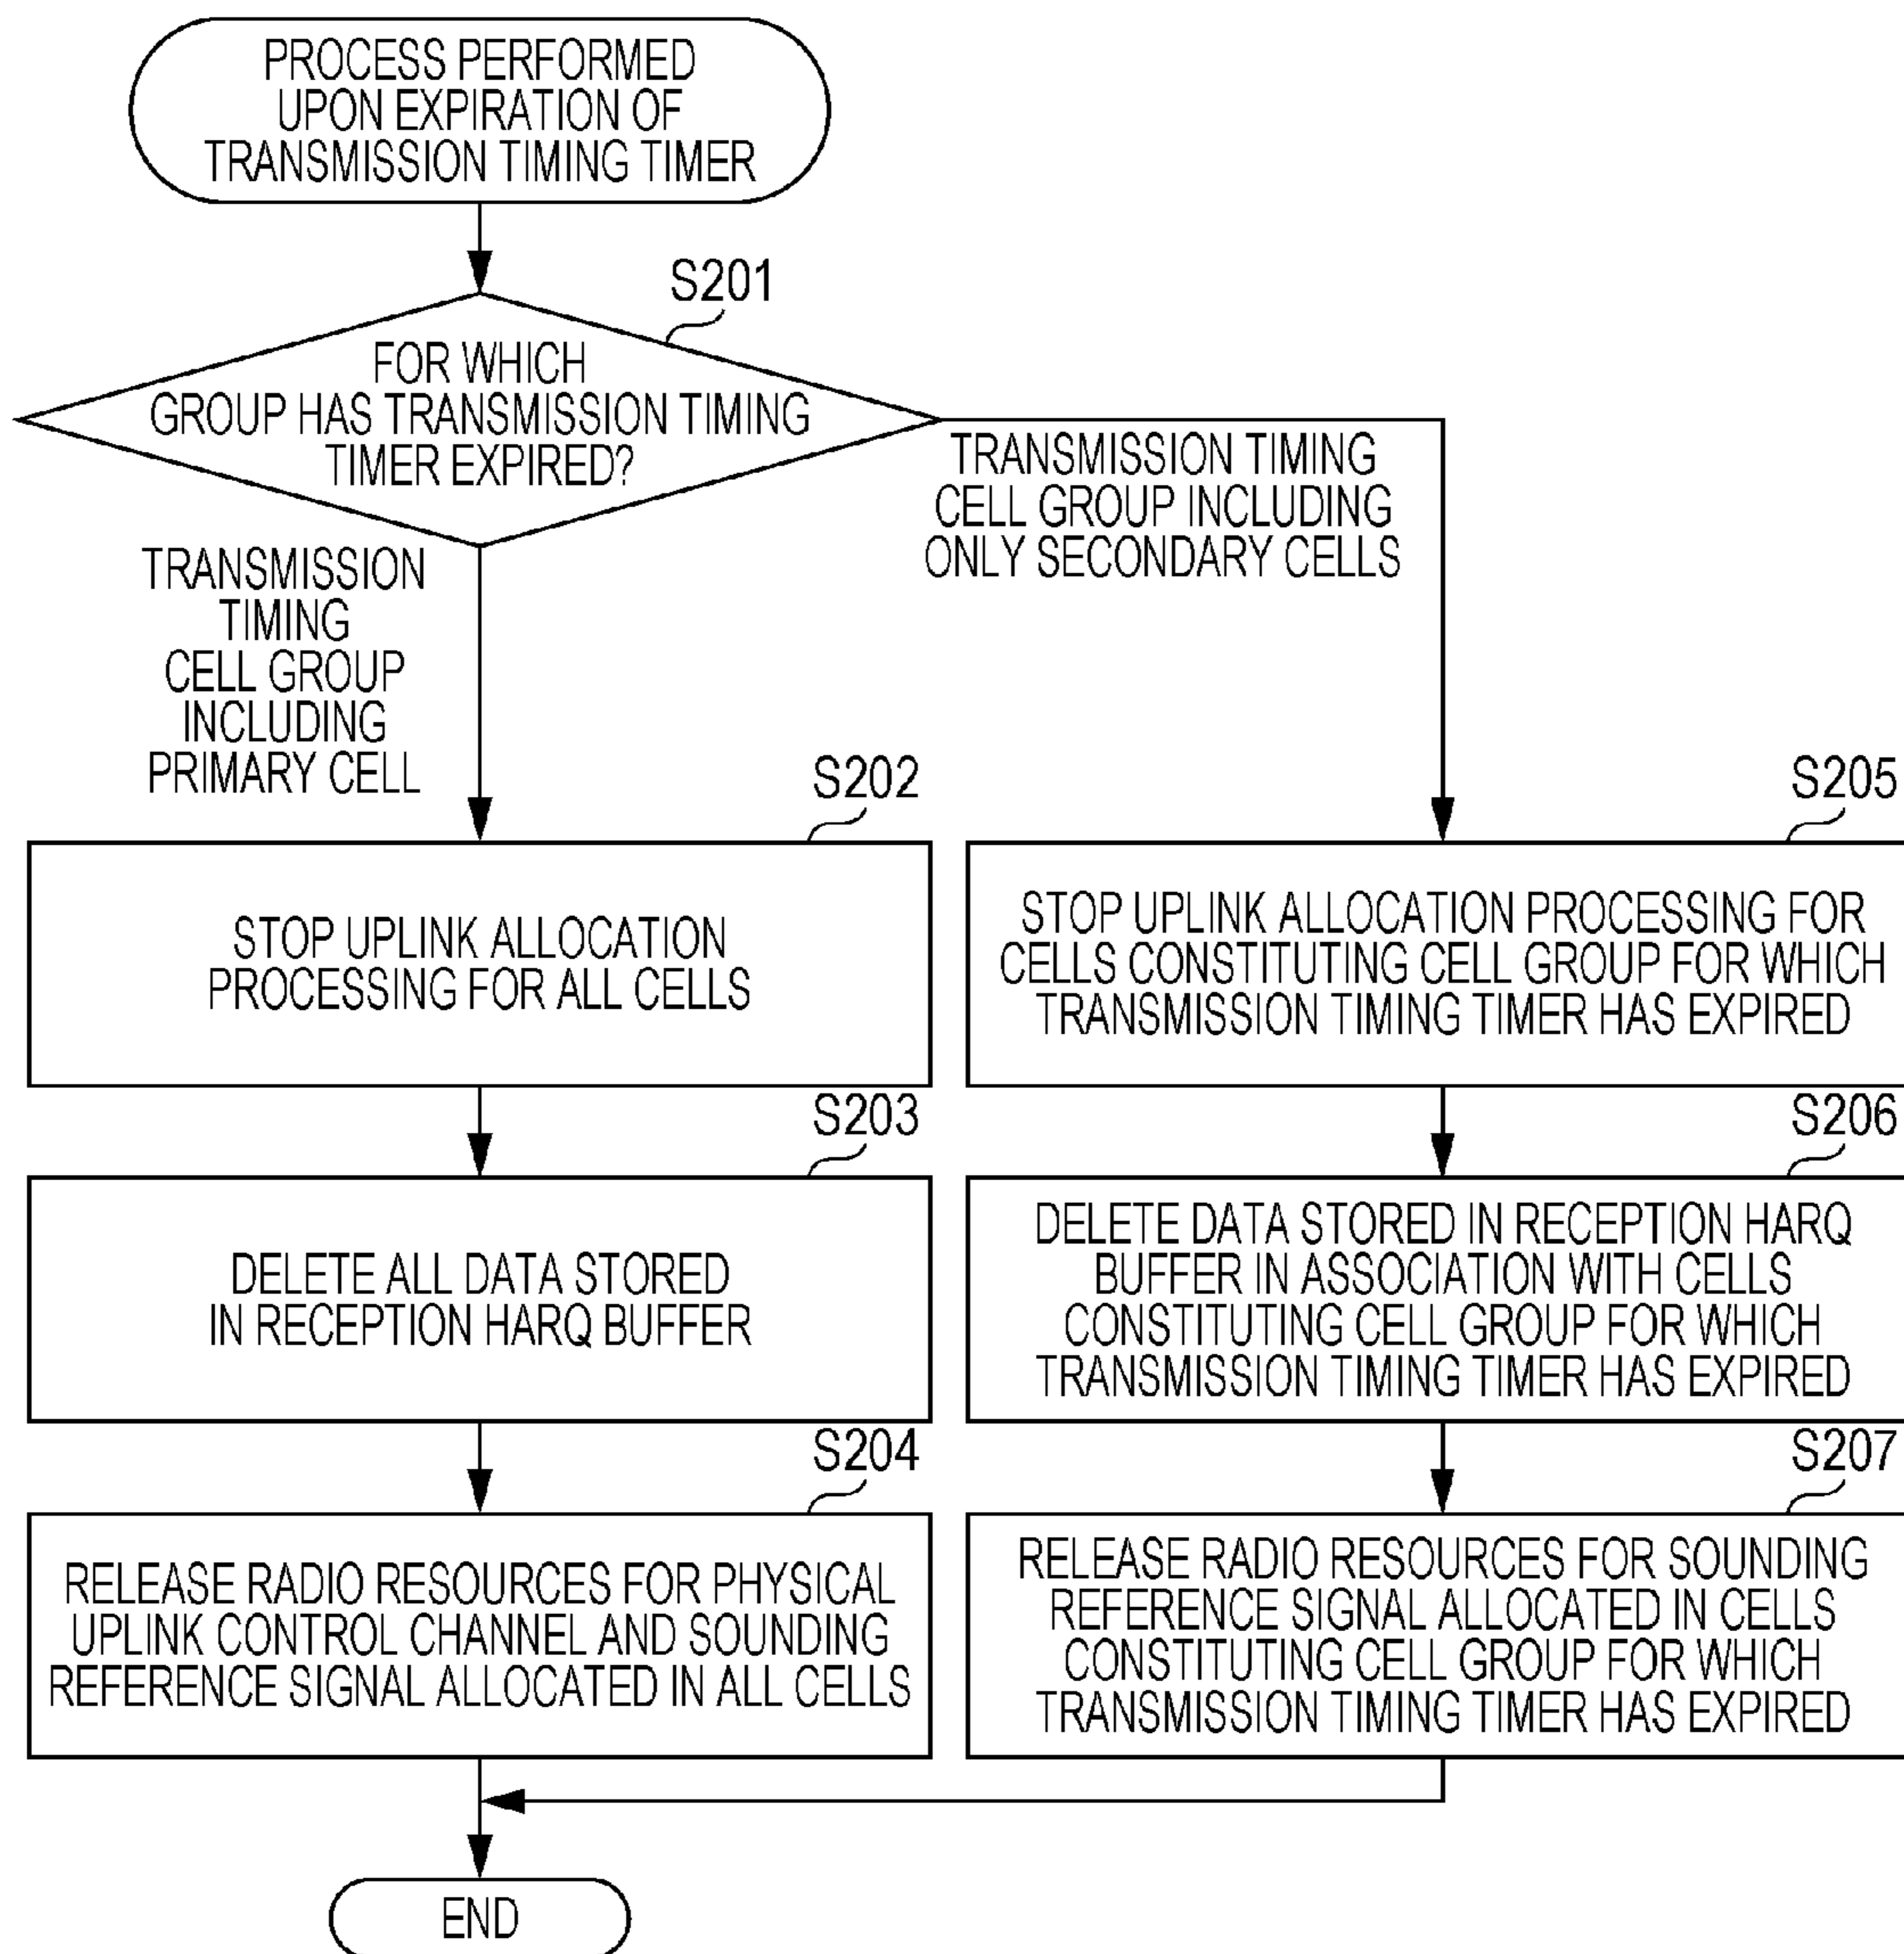 PROCESS PERFORMED
UPON EXPIRATION OF
TRANSMISSION TIMING TIMER
S201
FOR WHICH
GROUP HAS TRANSMISSION TIMING
TIMER EXPIRED?
TRANSMISSION
TIMING
CELL GROUP
INCLUDING
PRIMARY CELL
TRANSMISSION TIMING
CELL GROUP INCLUDING
ONLY SECONDARY CELLS
S202
STOP UPLINK ALLOCATION
PROCESSING FOR ALL CELLS
S203
DELETE ALL DATA STORED
IN RECEPTION HARQ BUFFER
S204
RELEASE RADIO RESOURCES FOR PHYSICAL
UPLINK CONTROL CHANNEL AND SOUNDING
REFERENCE SIGNAL ALLOCATED IN ALL CELLS
S205
STOP UPLINK ALLOCATION PROCESSING FOR
CELLS CONSTITUTING CELL GROUP FOR WHICH
TRANSMISSION TIMING TIMER HAS EXPIRED
S206
DELETE DATA STORED IN RECEPTION HARQ
BUFFER IN ASSOCIATION WITH CELLS
CONSTITUTING CELL GROUP FOR WHICH
TRANSMISSION TIMING TIMER HAS EXPIRED
S207
RELEASE RADIO RESOURCES FOR SOUNDING
REFERENCE SIGNAL ALLOCATED IN CELLS
CONSTITUTING CELL GROUP FOR WHICH
TRANSMISSION TIMING TIMER HAS EXPIRED
END